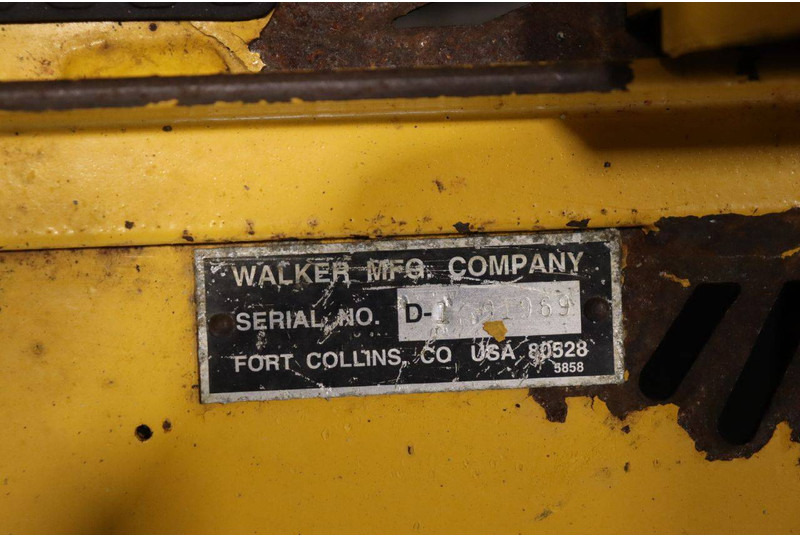 WALKER MFG. COMPANY
SERIAL NO.
FORT COLLINS, CO USA 80528
5858